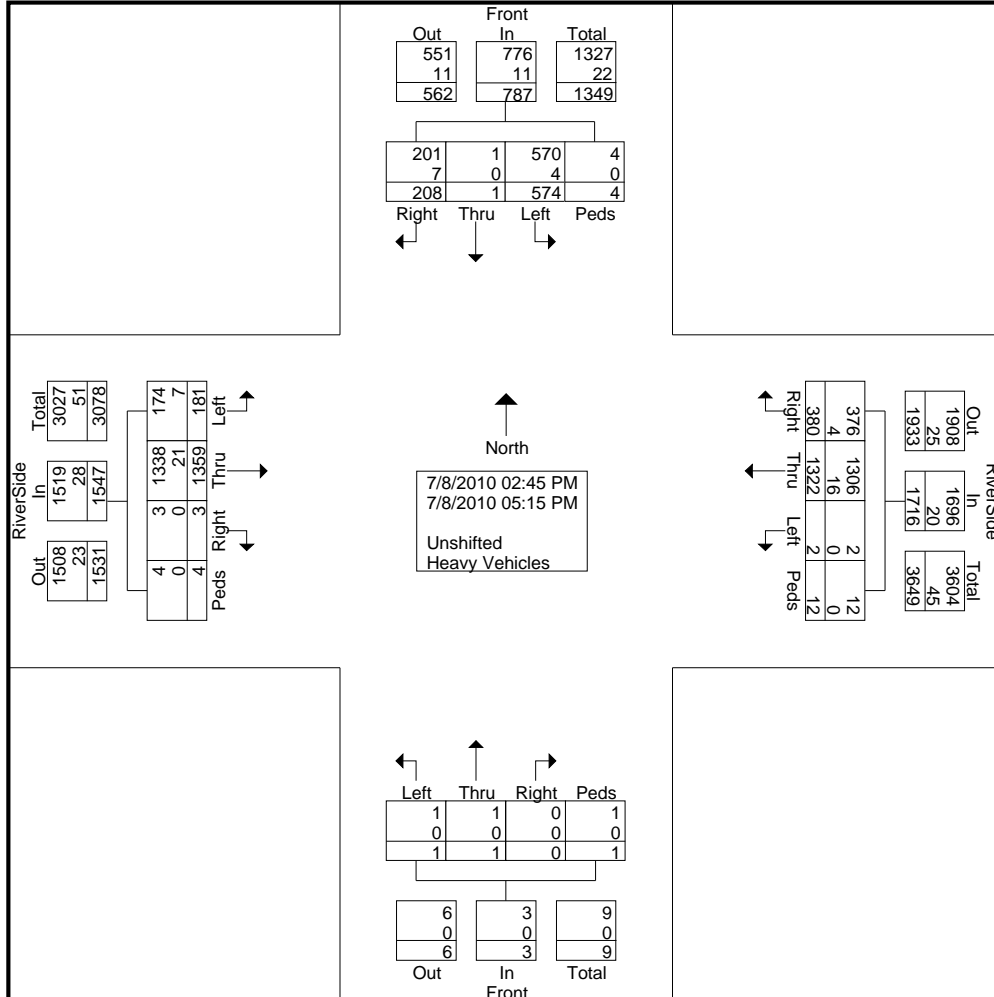 Front
Out In Total
551 776 1327
11 11 22
562 787 1349
201 1 570 4
7 0 4 0
208 1 574 4
Right Thru Left Peds
RiverSide
Total In Out
3027 1519 1508
51 28 23
3078 1547 1531
174 1338 3 4
7 21 0 0
181 1359 3 4
Left Thru Right Peds
North
7/8/2010 02:45 PM
7/8/2010 05:15 PM
Unshifted
Heavy Vehicles
Right Thru Left Peds
380 1322 2 12
4 16 0 0
376 1306 2 12
1933 1716 3649
25 20 45
1908 1696 3604
Out In Total
RiverSide
Left Thru Right Peds
1 1 0 1
0 0 0 0
1 1 0 1
6 3 9
0 0 0
6 3 9
Out In Total
Front